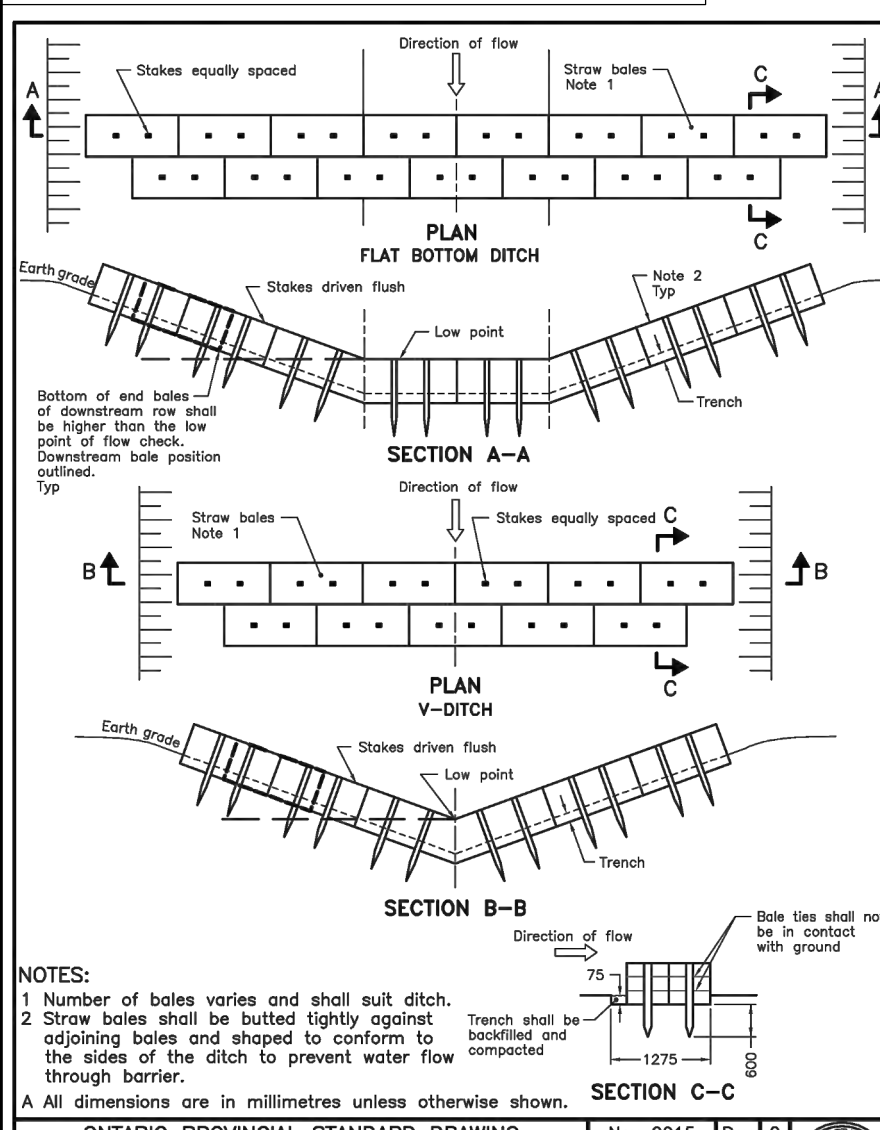 Direction of flow
A
Stakes equally spaced
Straw bales
Note 1
C
A
C
PLAN
FLAT BOTTOM DITCH
Earth grade
Stakes driven flush
Note 2
Typ
Low point
Trench
Bottom of end bales
of downstream row shall
be higher than the low
point of flow check.
Downstream bale position
outlined.
Typ
SECTION A-A
Direction of flow
Straw bales
Note 1
Stakes equally spaced
C
B
B
C
PLAN
V-DITCH
Earth grade
Stakes driven flush
Low point
Trench
SECTION B-B
Direction of flow
Bale ties shall no
be in contact
with ground
75
Trench shall be
backfilled and
compacted
1275
600
SECTION C-C
NOTES:
1 Number of bales varies and shall suit ditch.
2 Straw bales shall be butted tightly against
adjoining bales and shaped to conform to
the sides of the ditch to prevent water flow
through barrier.
A All dimensions are in millimetres unless otherwise shown.
ONTARIO PROVINCIAL STANDARD DRAWING